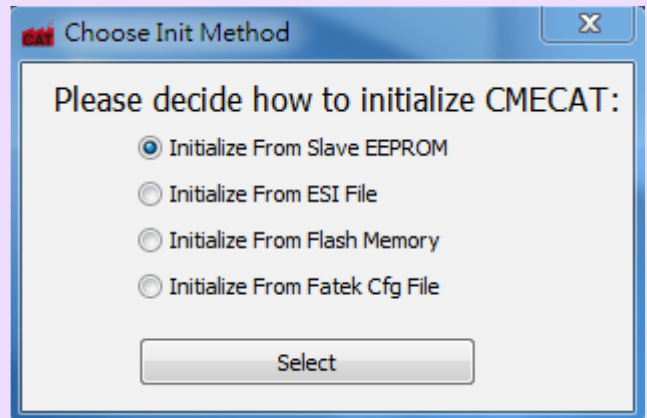 CAT Choose Init Method
Please decide how to initialize CMECAT:
Initialize From Slave EEPROM
Initialize From ESI File
Initialize From Flash Memory
Initialize From Fatek Cfg File
Select